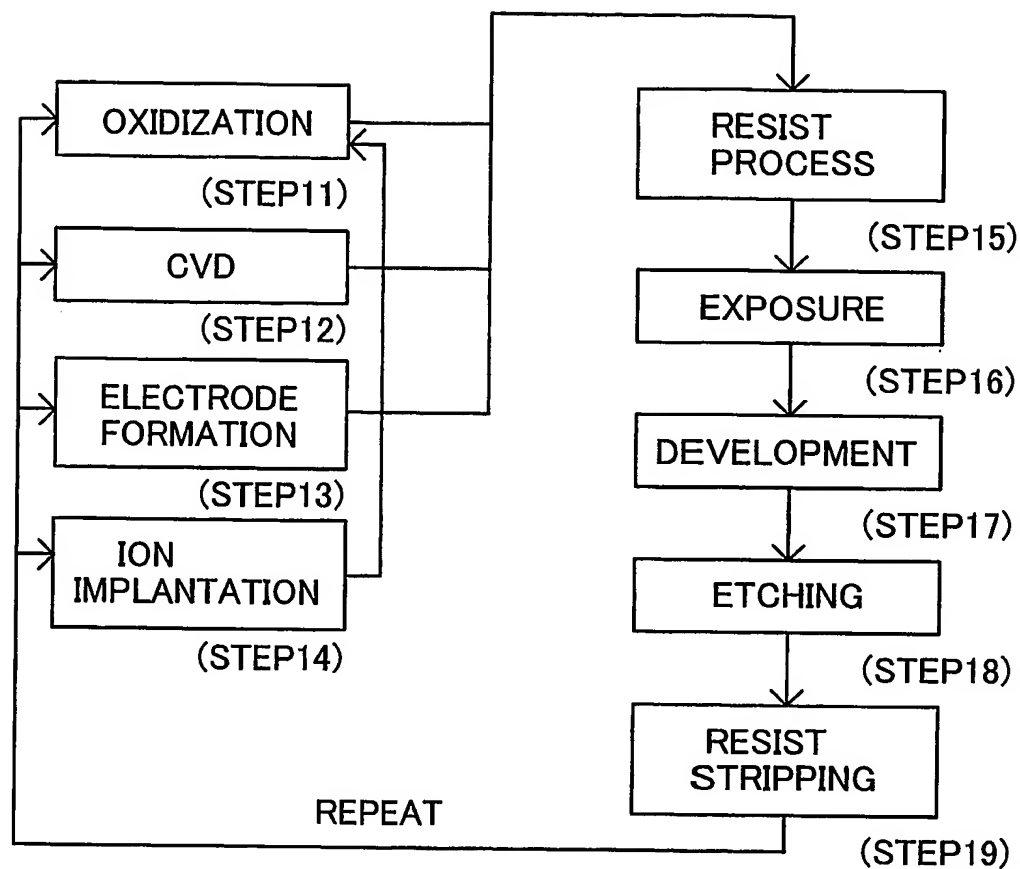 OXIDIZATION
(STEP11)
CVD
(STEP12)
ELECTRODE
FORMATION
(STEP13)
ION
IMPLANTATION
(STEP14)
RESIST
PROCESS
(STEP15)
EXPOSURE
(STEP16)
DEVELOPMENT
(STEP17)
ETCHING
(STEP18)
RESIST
STRIPPING
(STEP19)
REPEAT